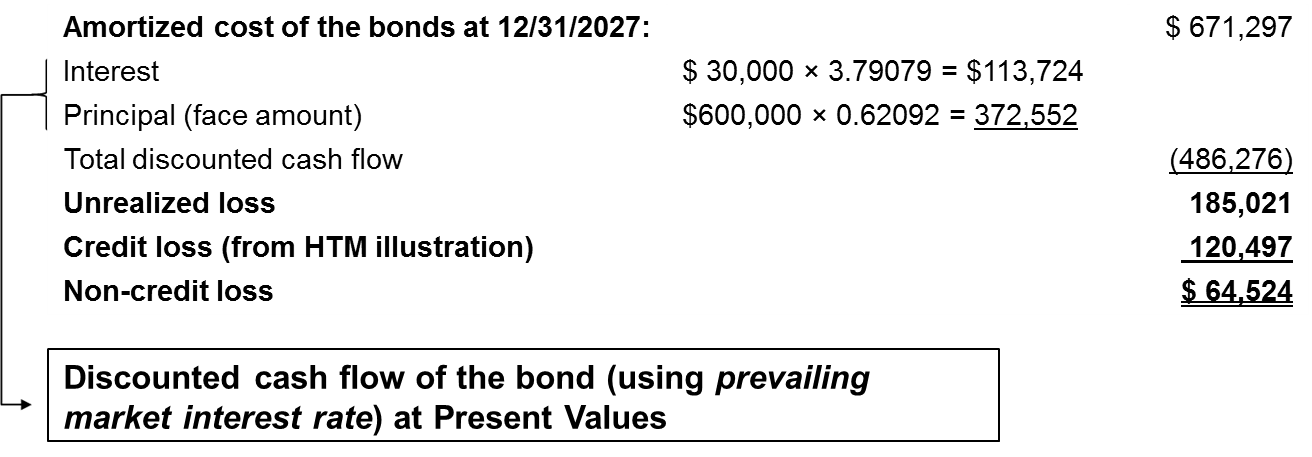 Amortized cost of the bonds at 12/31/2027: $ 671,297
Interest $ 30,000 × 3.79079 = $113,724
Principal (face amount) $600,000 × 0.62092 = 372,552
Total discounted cash flow (486,276)
Unrealized loss 185,021
Credit loss (from HTM illustration) 120,497
Non-credit loss $ 64,524
Discounted cash flow of the bond (using prevailing
market interest rate) at Present Values